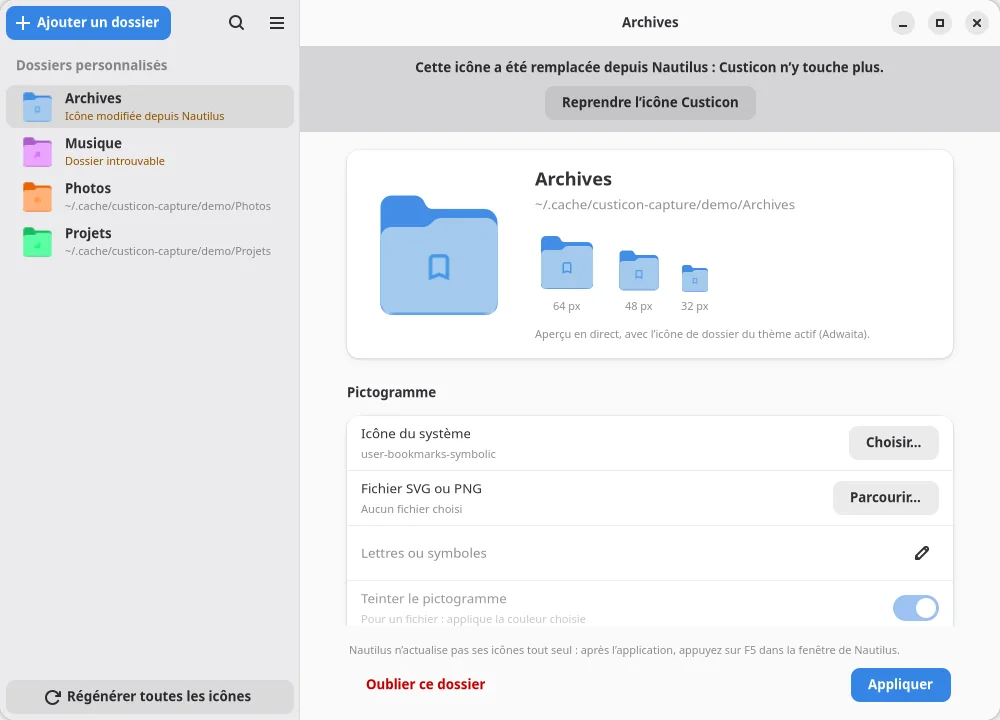 Ajouter un dossier
Archives
Dossiers personnalisés
Archives
Icône modifiée depuis Nautilus
Musique
Dossier introuvable
Photos
~/.cache/custicon-capture/demo/Photos
Projets
~/.cache/custicon-capture/demo/Projets
Régénérer toutes les icônes
Cette icône a été remplacée depuis Nautilus : Custicon n’y touche plus.
Reprendre l’icône Custicon
Archives
~/.cache/custicon-capture/demo/Archives
64 px 48 px 32 px
Aperçu en direct, avec l’icône de dossier du thème actif (Adwaita).
Pictogramme
Icône du système
user-bookmarks-symbolic
Choisir…
Fichier SVG ou PNG
Aucun fichier choisi
Parcourir…
Lettres ou symboles
Teinter le pictogramme
Pour un fichier : applique la couleur choisie
Nautilus n’actualise pas ses icônes tout seul : après l’application, appuyez sur F5 dans la fenêtre de Nautilus.
Oublier ce dossier
Appliquer